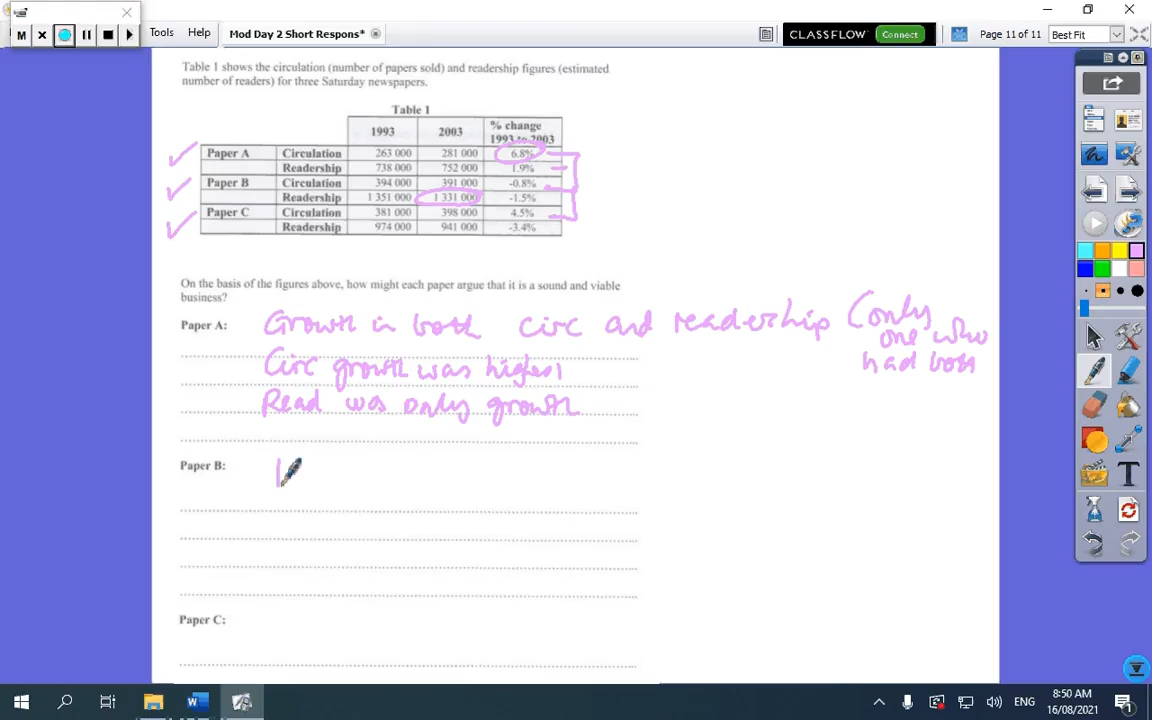 M
Tools Help Mod Day 2 Short Respons* CLASSFLOW Connect Page 11 of 11 Best Fit
Table 1 shows the circulation (number of papers sold) and readership figures (estimated
number of readers) for three Saturday newspapers.
Table 1
1993 2003 % change
1993 to 2003
Paper A Circulation 263 000 281 000 6.8%
Readership 738 000 752 000 1.9%
Paper B Circulation 394 000 391 000 -0.8%
Readership 1 351 000 1 331 000 -1.5%
Paper C Circulation 381 000 398 000 4.5%
Readership 974 000 941 000 -3.4%
On the basis of the figures above, how might each paper argue that it is a sound and viable
business?
Paper A: Growth in both circ and readership (only
one who
had both
Circ growth was highest
Read was only growth
Paper B:
Paper C:
T
ENG
8:50 AM
16/08/2021